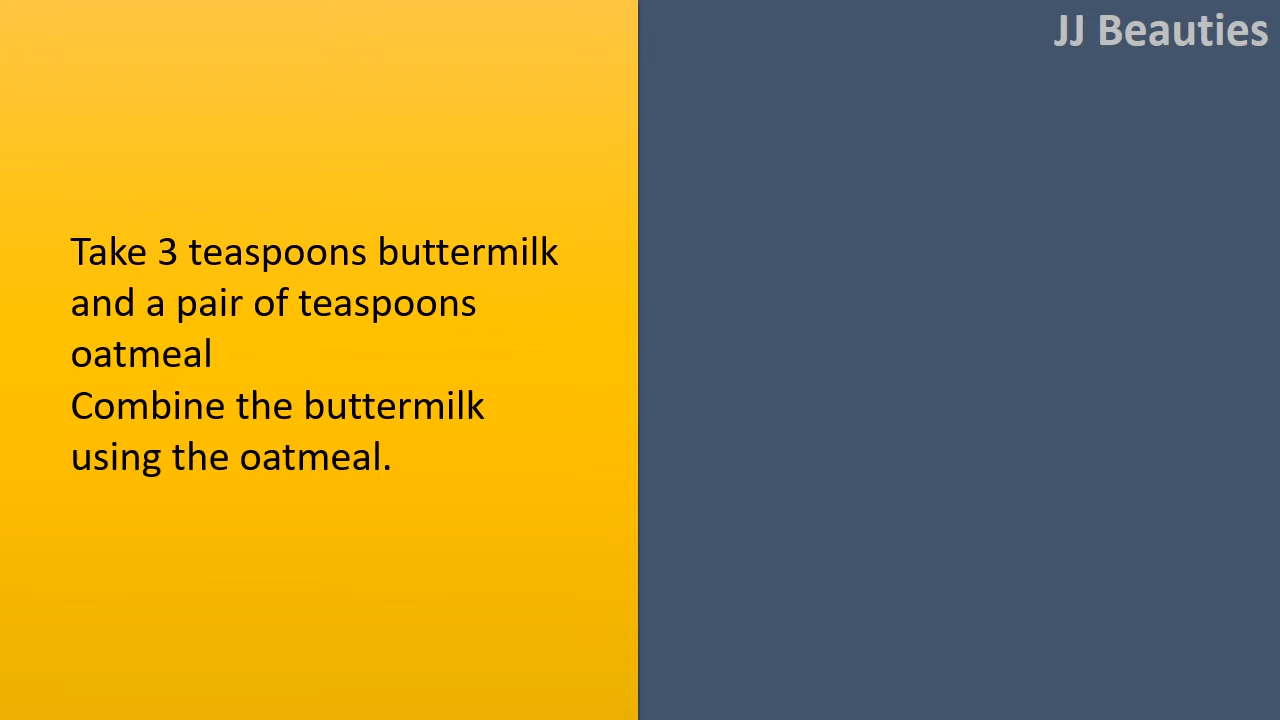 JJ Beauties
Take 3 teaspoons buttermilk
and a pair of teaspoons
oatmeal
Combine the buttermilk
using the oatmeal.